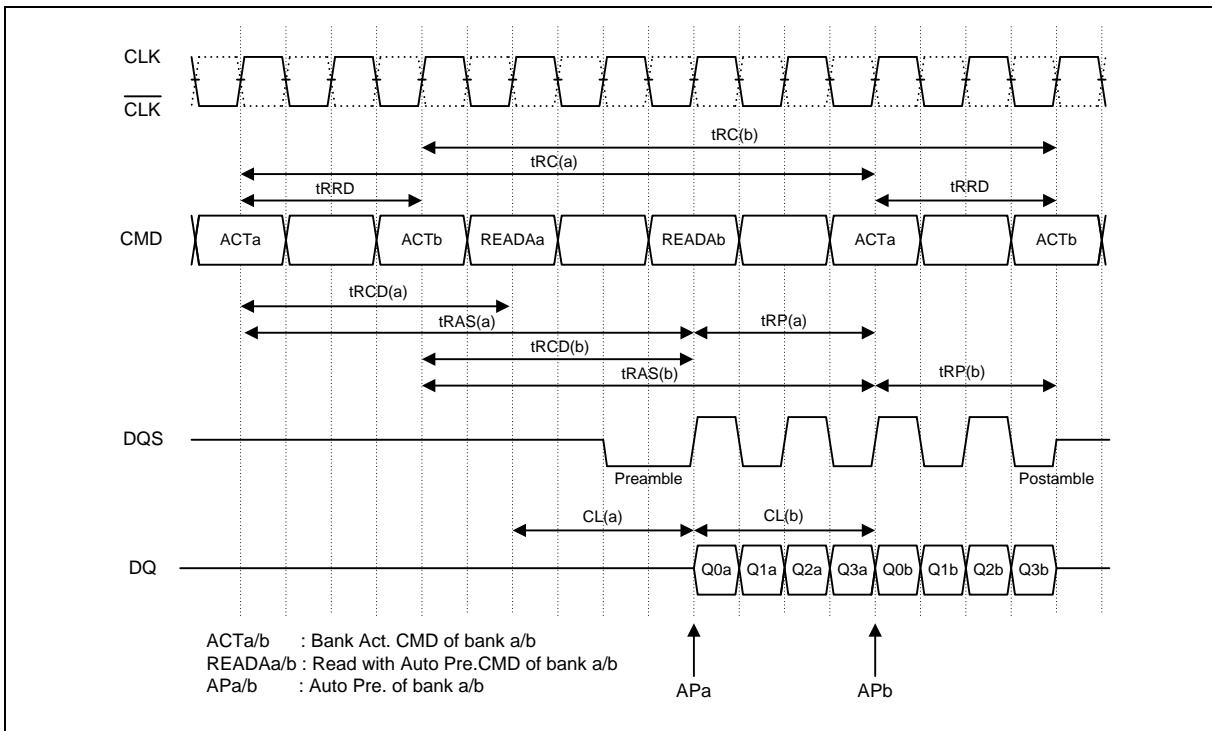 CLK
CLK
tRC(b)
tRC(a)
tRRD tRRD
CMD ACTa ACTb READAa READAb ACTa ACTb
tRCD(a)
tRAS(a) tRP(a)
tRCD(b)
tRAS(b) tRP(b)
DQS
Preamble Postamble
CL(a) CL(b)
DQ Q0a Q1a Q2a Q3a Q0b Q1b Q2b Q3b
ACTa/b : Bank Act. CMD of bank a/b
READAa/b : Read with Auto Pre.CMD of bank a/b
APa/b : Auto Pre. of bank a/b
APa APb